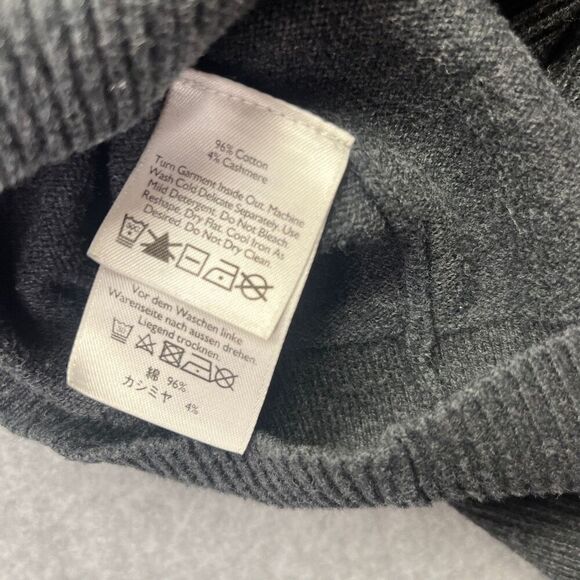 96% Cotton
4% Cashmere
Turn Garment Inside Out. Machine
Wash Cold Delicate Separately. Use
Mild Detergent. Do Not Bleach
Reshape. Dry Flat. Cool Iron As
Desired. Do Not Dry Clean.
Vor dem Waschen linke
Warenseite nach aussen drehen.
Liegend trocknen.
30
綿 96%
カシミヤ 4%